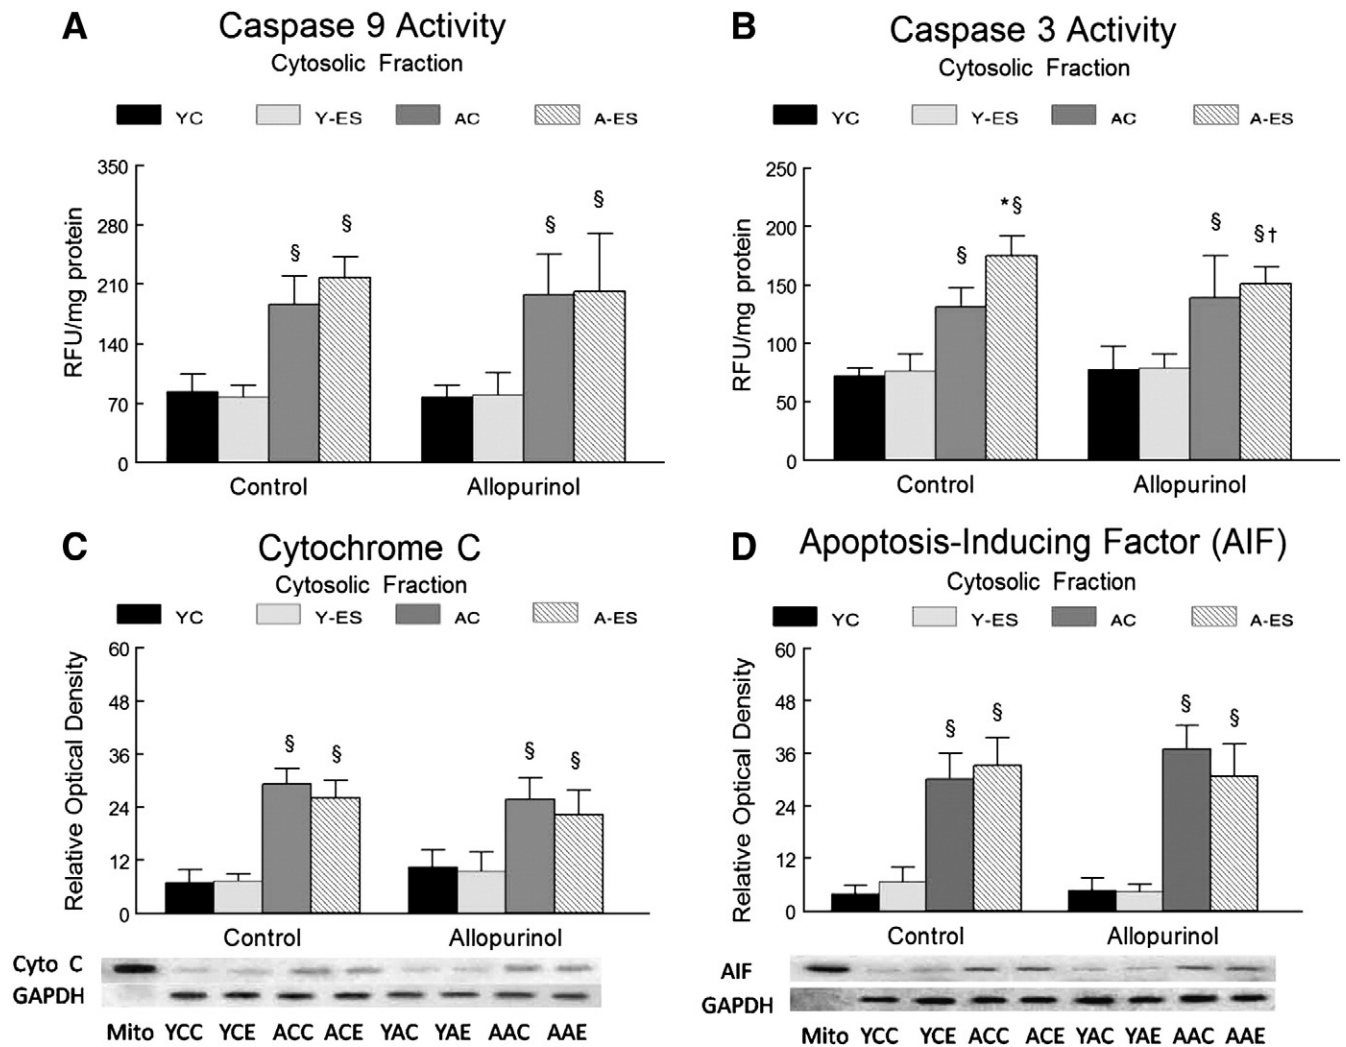 A
Caspase 9 Activity
Cytosolic Fraction
YC Y-ES AC A-ES
RFU/mg protein
350
280
210
140
70
0
§ § § §
Control Allopurinol
B
Caspase 3 Activity
Cytosolic Fraction
YC Y-ES AC A-ES
RFU/mg protein
250
200
150
100
50
0
§ *§ § §†
Control Allopurinol
C
Cytochrome C
Cytosolic Fraction
YC Y-ES AC A-ES
Relative Optical Density
60
48
36
24
12
0
§ § § §
Control Allopurinol
Cyto C
GAPDH
Mito YCC YCE ACC ACE YAC YAE AAC AAE
D
Apoptosis-Inducing Factor (AIF)
Cytosolic Fraction
YC Y-ES AC A-ES
Relative Optical Density
60
48
36
24
12
0
§ § § §
Control Allopurinol
AIF
GAPDH
Mito YCC YCE ACC ACE YAC YAE AAC AAE